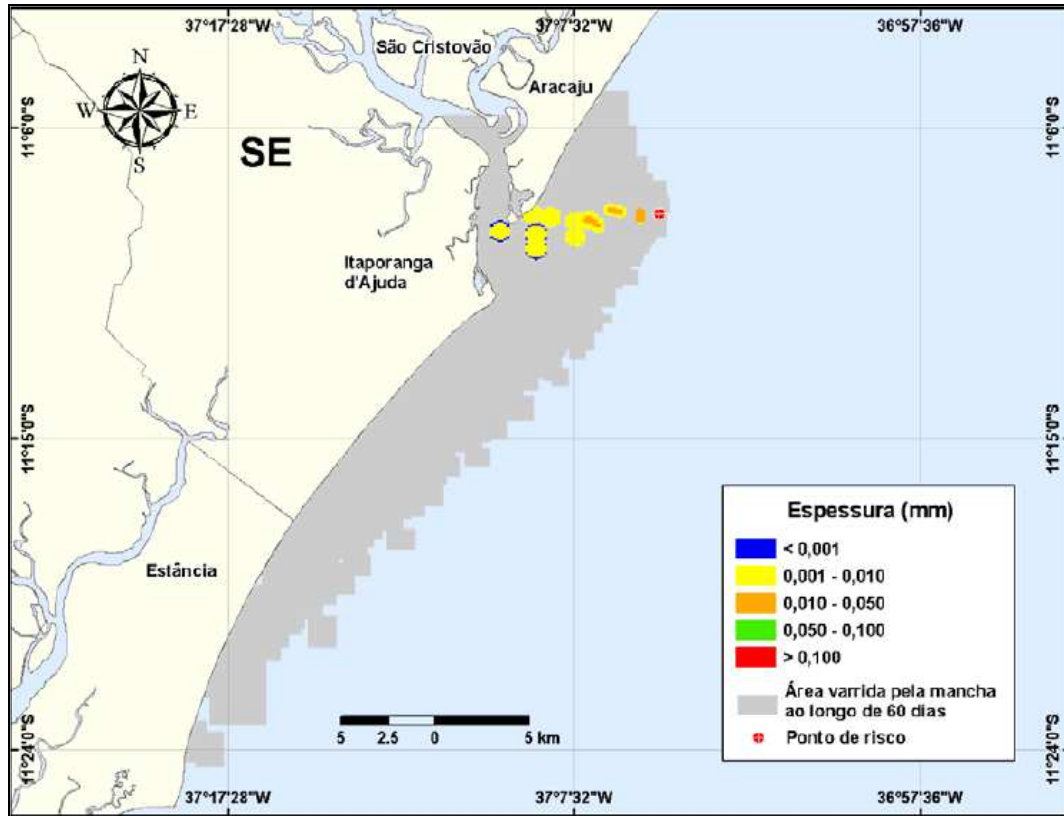 37°17'28"W
37°7'32"W
36°57'36"W
São Cristovão
Aracaju
N
W
E
S
SE
11°6'0"S
11°6'0"S
Itaporanga
d'Ajuda
11°15'0"S
11°15'0"S
Estância
Espessura (mm)
< 0,001
0,001 - 0,010
0,010 - 0,050
0,050 - 0,100
> 0,100
Área varrida pela mancha
ao longo de 60 dias
Ponto de risco
5 2.5 0 5 km
11°24'0"S
11°24'0"S
37°17'28"W
37°7'32"W
36°57'36"W